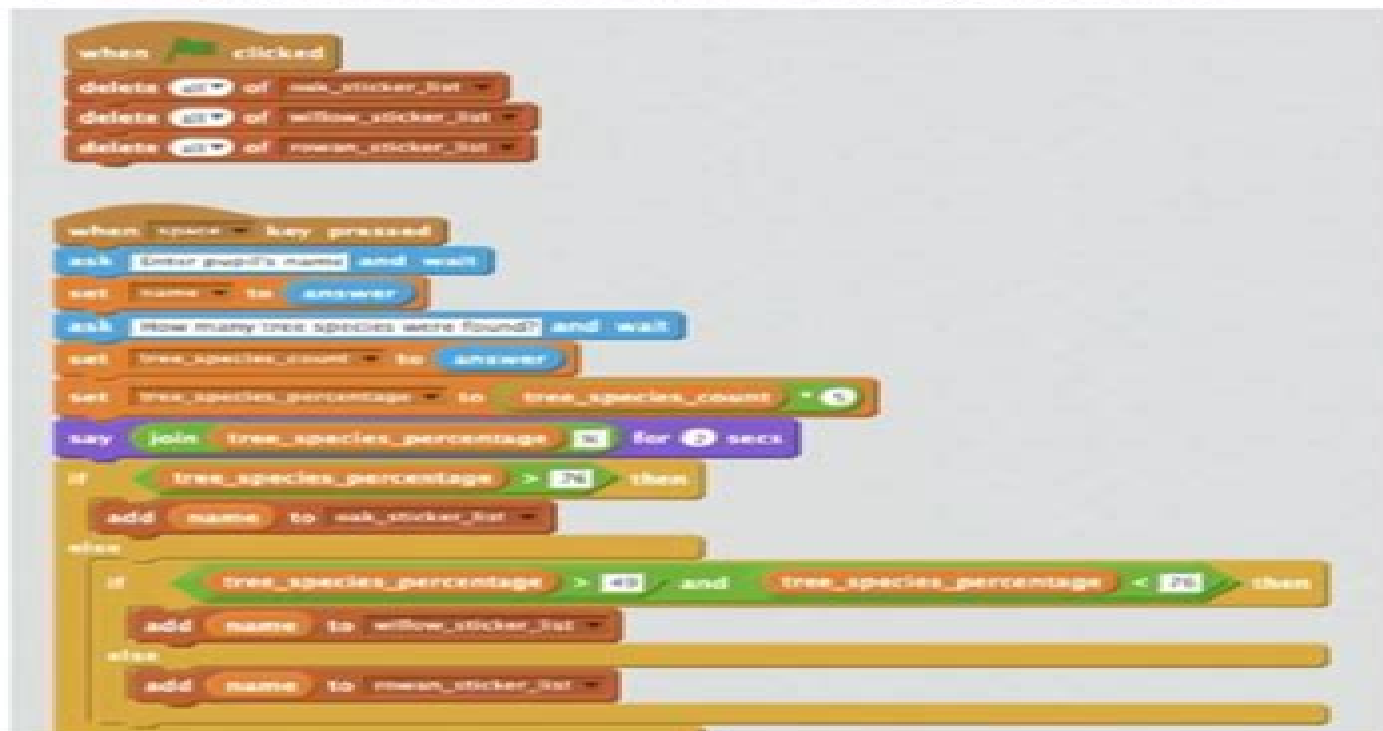 when clicked
delete all of oak_sticker_list
delete all of willow_sticker_list
delete all of rowan_sticker_list
when space key pressed
ask Enter pupil's name and wait
set name to answer
ask How many tree species were found? and wait
set tree_species_count to answer
set tree_species_percentage to tree_species_count * 5
say join tree_species_percentage % for 2 secs
if tree_species_percentage > 76 then
add name to oak_sticker_list
else
if tree_species_percentage > 49 and tree_species_percentage < 76 then
add name to willow_sticker_list
else
add name to rowan_sticker_list